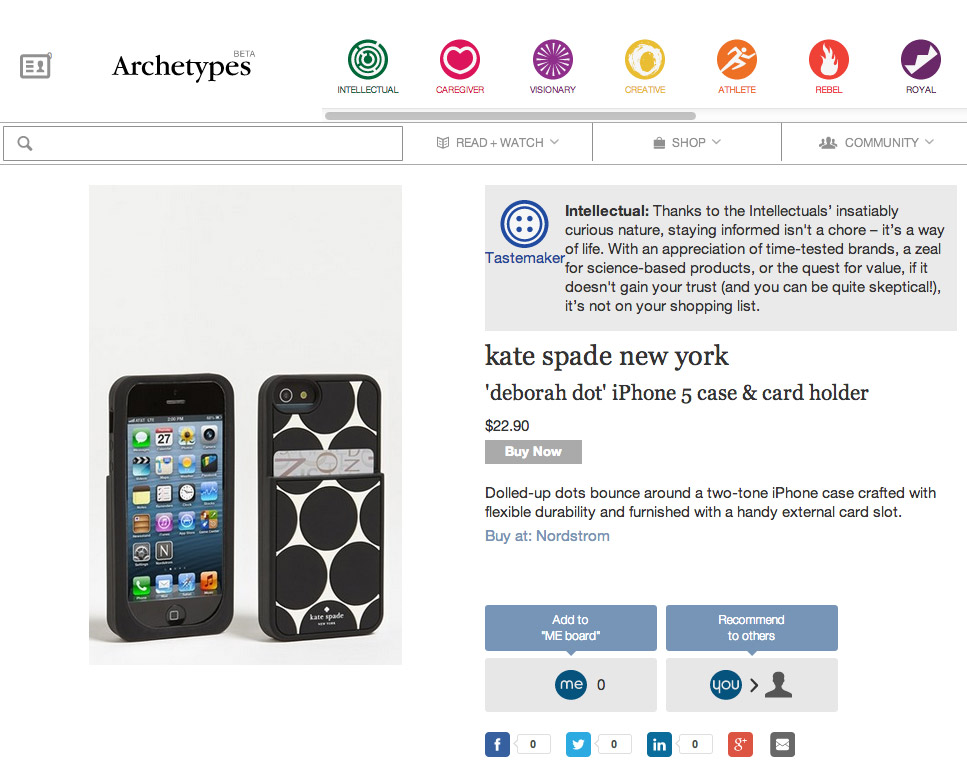 Archetypes BETA
INTELLECTUAL CAREGIVER VISIONARY CREATIVE ATHLETE REBEL ROYAL
READ + WATCH SHOP COMMUNITY
Tastemaker
Intellectual: Thanks to the Intellectuals’ insatiably
curious nature, staying informed isn't a chore – it’s a way
of life. With an appreciation of time-tested brands, a zeal
for science-based products, or the quest for value, if it
doesn't gain your trust (and you can be quite skeptical!),
it’s not on your shopping list.
kate spade new york
'deborah dot' iPhone 5 case & card holder
$22.90
Buy Now
Dolled-up dots bounce around a two-tone iPhone case crafted with
flexible durability and furnished with a handy external card slot.
Buy at: Nordstrom
27
kate spade
NEW YORK
Add to
"ME board"
Recommend
to others
me 0
you
f 0
0
in 0
g+